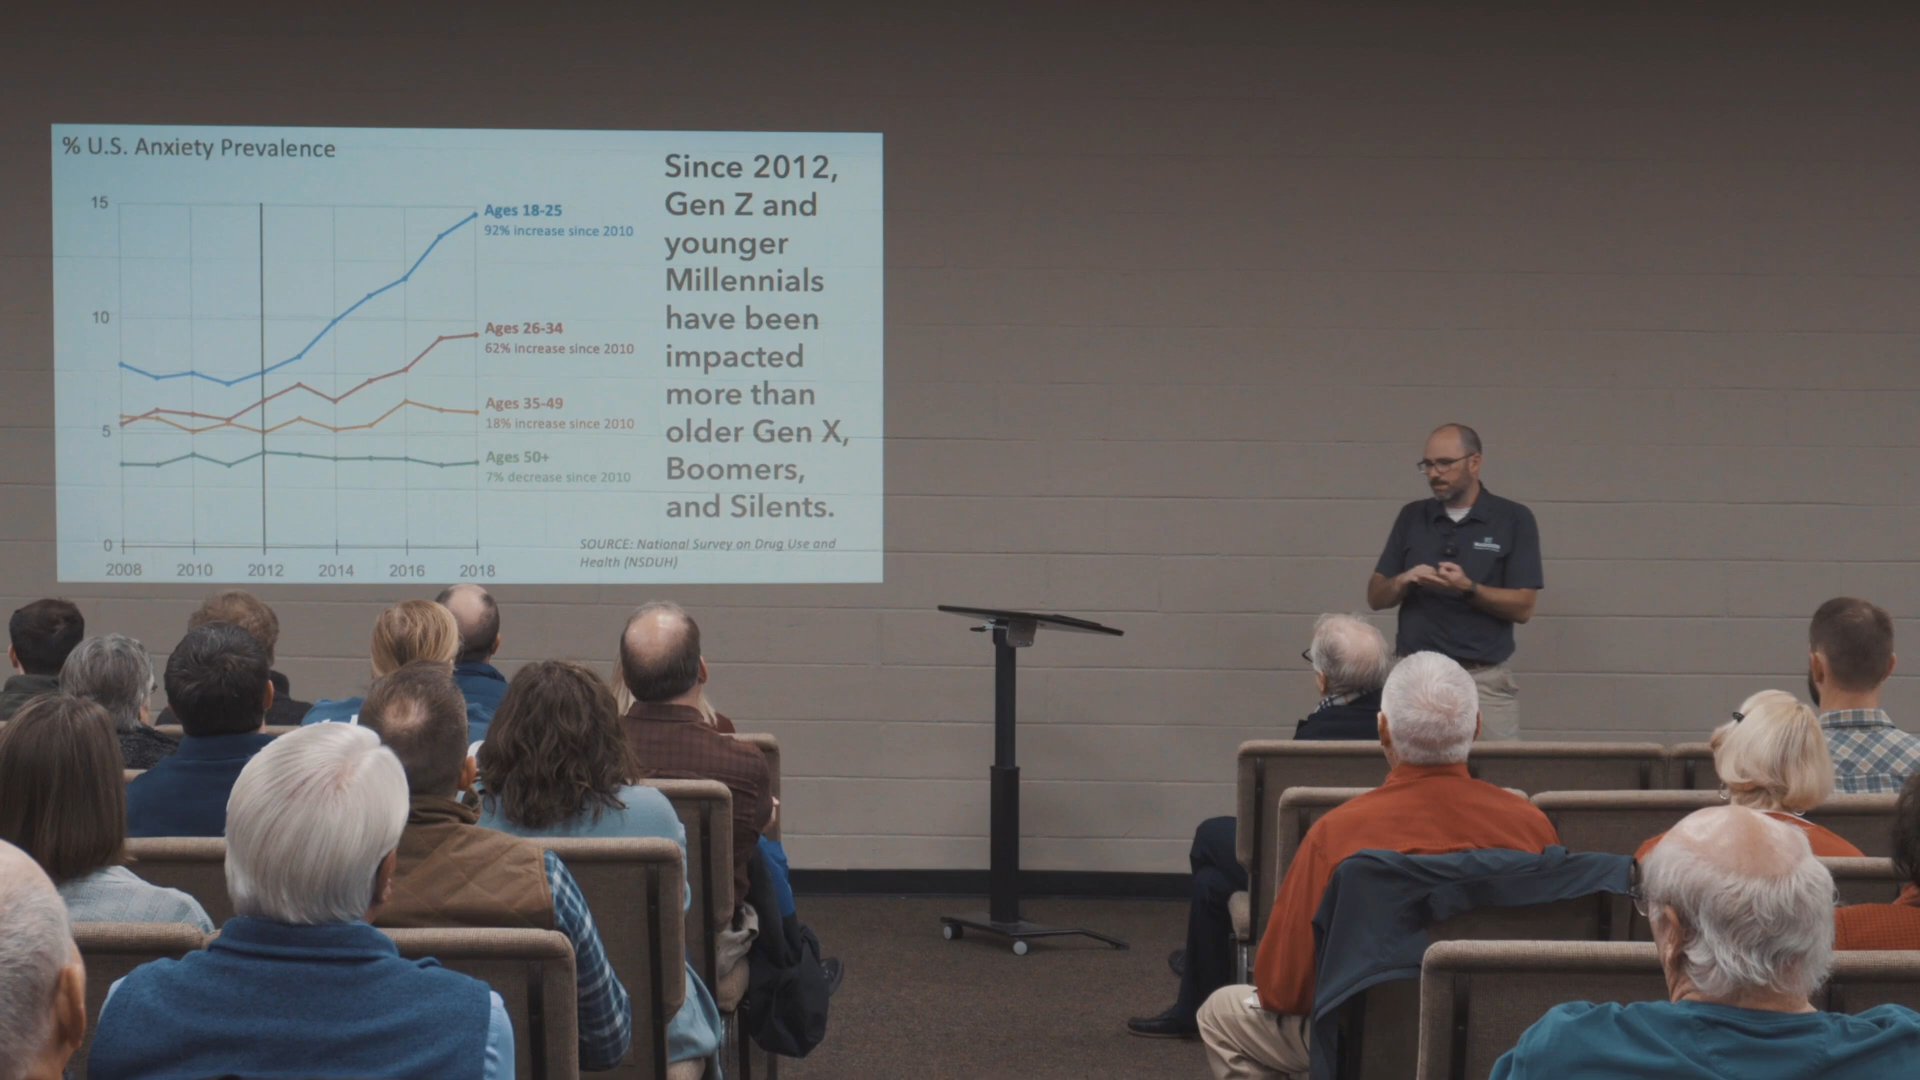 % U.S. Anxiety Prevalence
15
10
5
0
2008 2010 2012 2014 2016 2018
Ages 18-25
92% increase since 2010
Ages 26-34
62% increase since 2010
Ages 35-49
18% increase since 2010
Ages 50+
7% decrease since 2010
Since 2012,
Gen Z and
younger
Millennials
have been
impacted
more than
older Gen X,
Boomers,
and Silents.
SOURCE: National Survey on Drug Use and
Health (NSDUH)